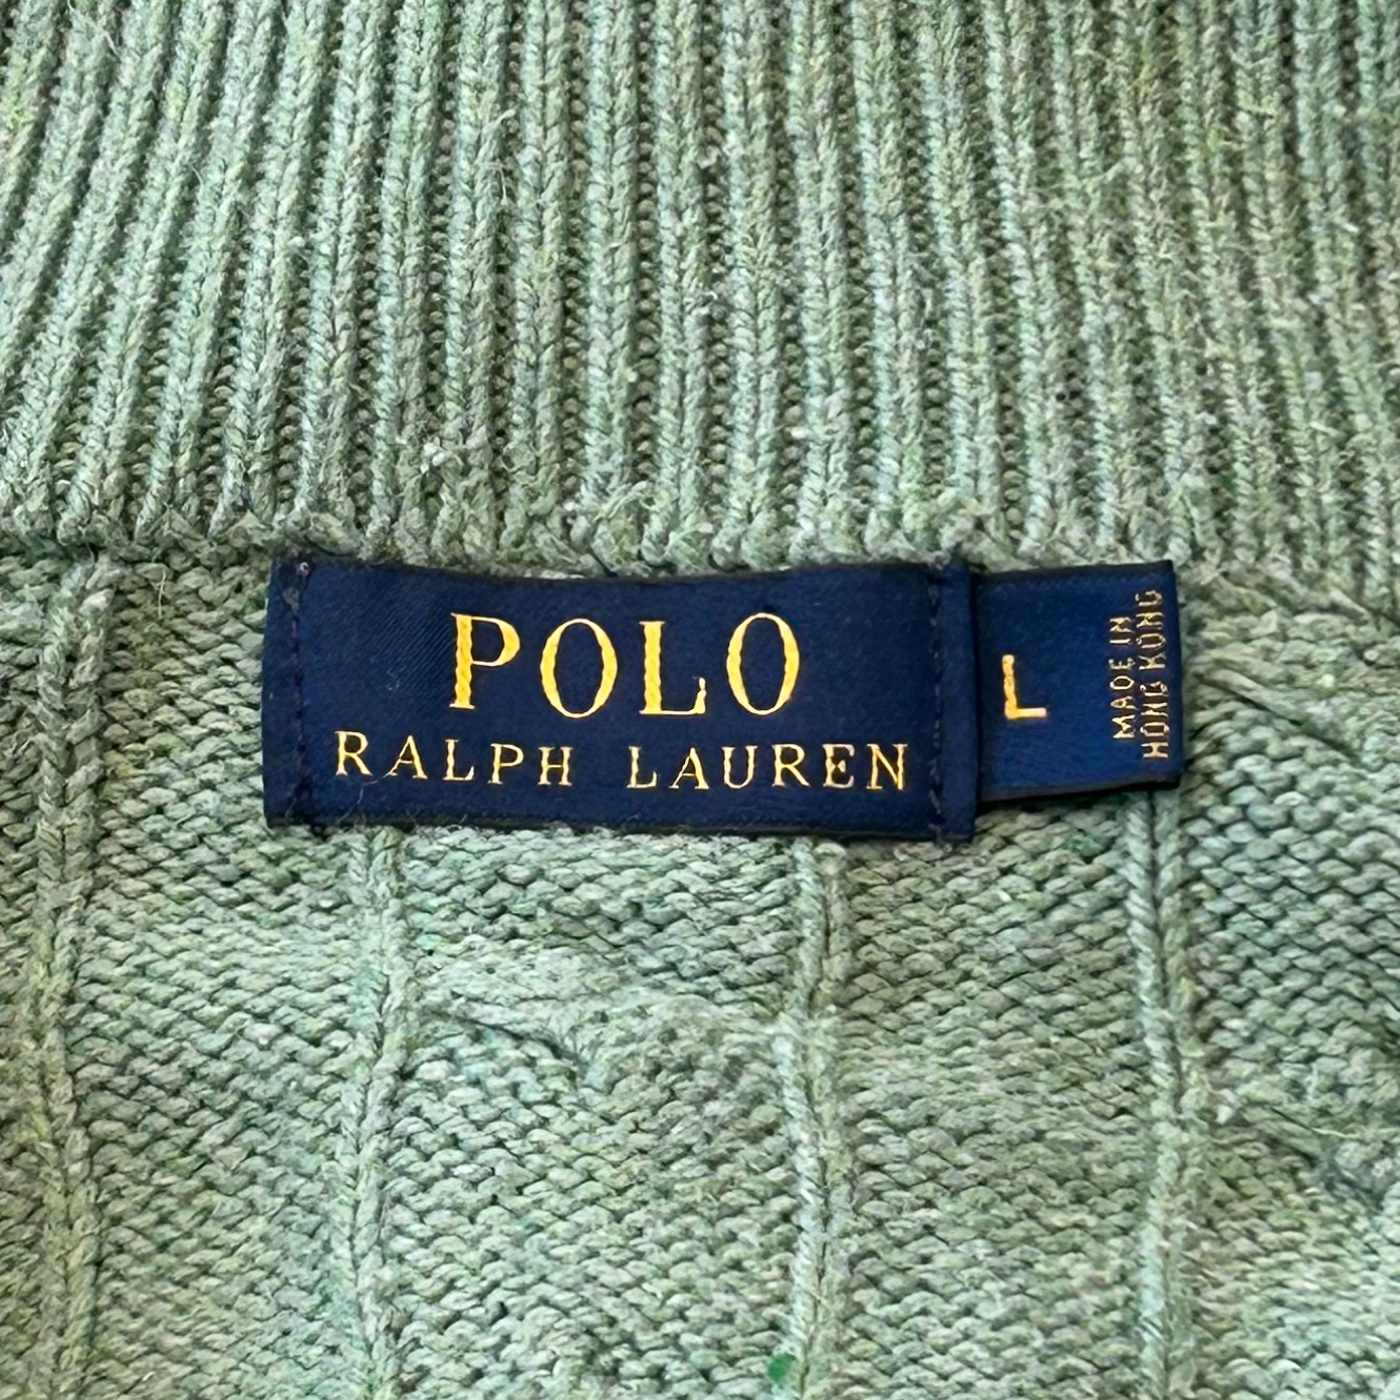 POLO
RALPH LAUREN
L
MADE IN
HONG KONG